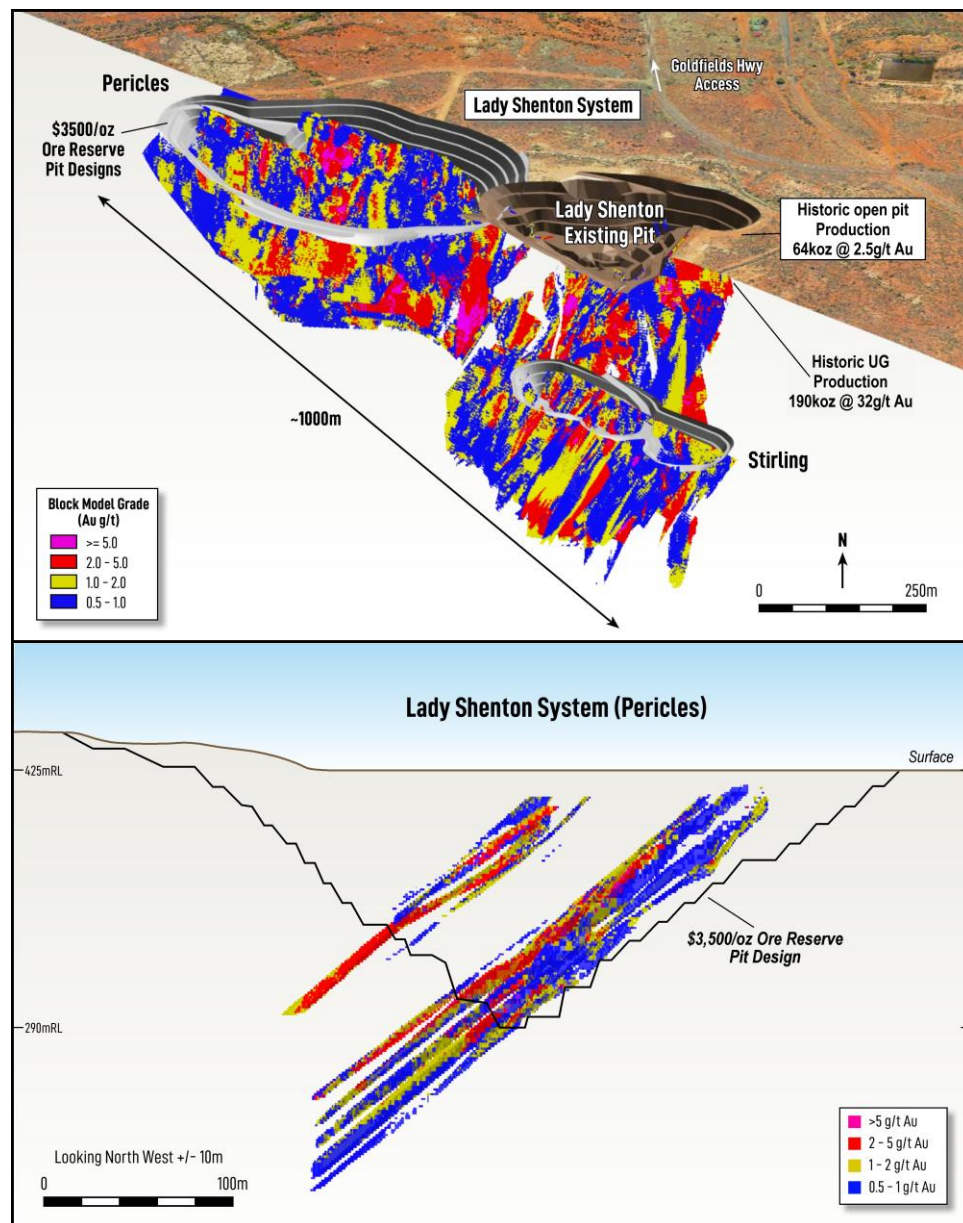 Pericles
$3500/oz
Ore Reserve
Pit Designs
Lady Shenton System
Goldfields Hwy
Access
Lady Shenton
Existing Pit
Historic open pit
Production
64koz @ 2.5g/t Au
Historic UG
Production
190koz @ 32g/t Au
~1000m
Stirling
Block Model Grade
(Au g/t)
>= 5.0
2.0 - 5.0
1.0 - 2.0
0.5 - 1.0
N
0 250m
Lady Shenton System (Pericles)
Surface
425mRL
$3,500/oz Ore Reserve
Pit Design
290mRL
Looking North West +/- 10m
0 100m
>5 g/t Au
2 - 5 g/t Au
1 - 2 g/t Au
0.5 - 1 g/t Au